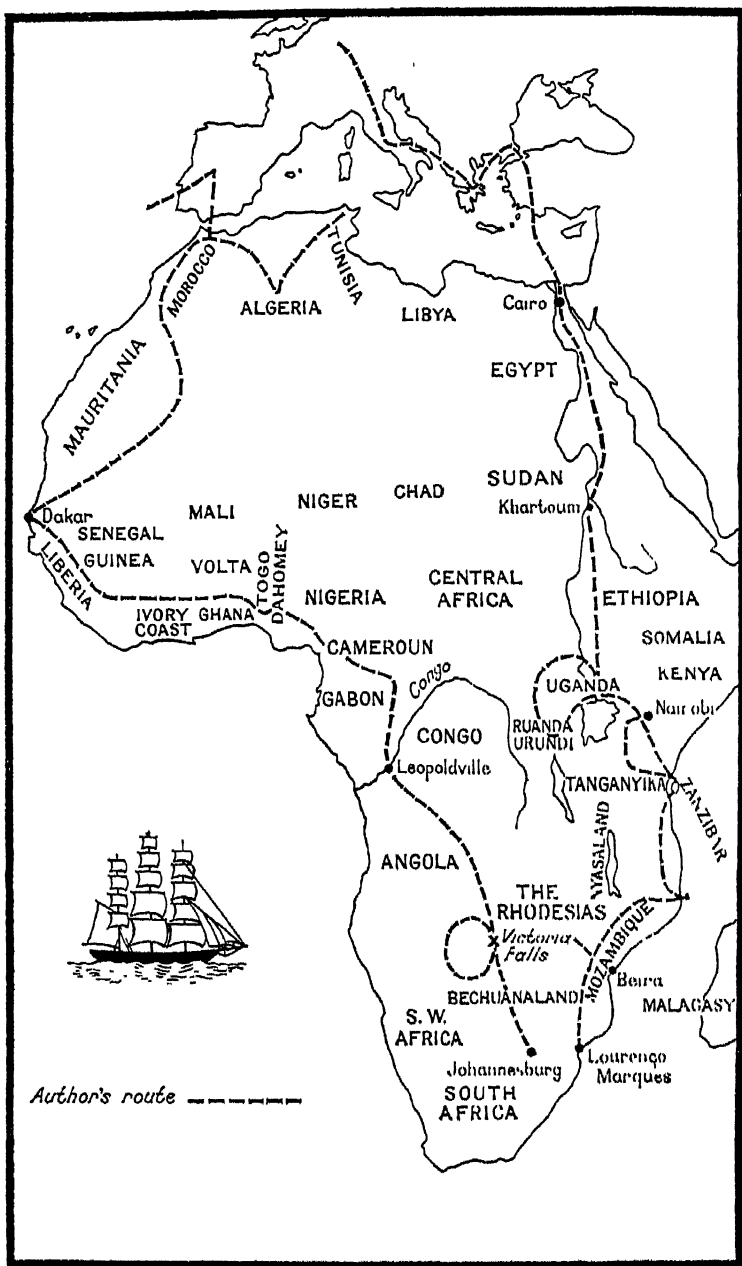 MOROCCO
TUNISIA
ALGERIA
LIBYA
Cairo
EGYPT
MAURITANIA
SUDAN
CHAD
NIGER
MALI
Khartoum
Dakar
SENEGAL
GUINEA
LIBERIA
VOLTA
TOGO
DAHOMEY
NIGERIA
CENTRAL
AFRICA
ETHIOPIA
IVORY
COAST
GHANA
SOMALIA
CAMEROUN
KENYA
Congo
UGANDA
GABON
Nairobi
RUANDA
URUNDI
CONGO
Leopoldville
TANGANYIKA
ZANZIBAR
YASALAND
ANGOLA
THE
RHODESIAS
Victoria
Falls
MOZAMBIQUE
Beira
BECHUANALAND
MALAGASY
S. W.
AFRICA
Johannesburg
Lourenço
Marques
SOUTH
AFRICA
Author's route